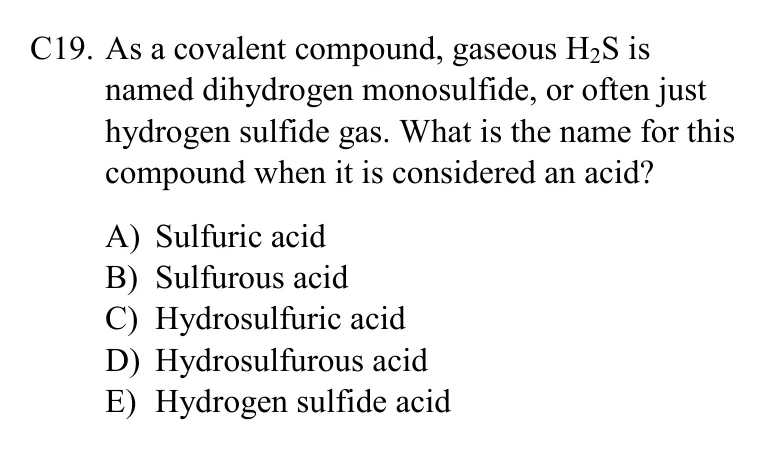 C19. As a covalent compound, gaseous H₂S is
named dihydrogen monosulfide, or often just
hydrogen sulfide gas. What is the name for this
compound when it is considered an acid?
A) Sulfuric acid
B) Sulfurous acid
C) Hydrosulfuric acid
D) Hydrosulfurous acid
E) Hydrogen sulfide acid